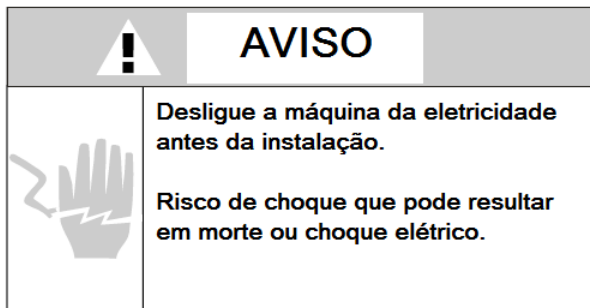 AVISO
Desligue a máquina da eletricidade
antes da instalação.
Risco de choque que pode resultar
em morte ou choque elétrico.